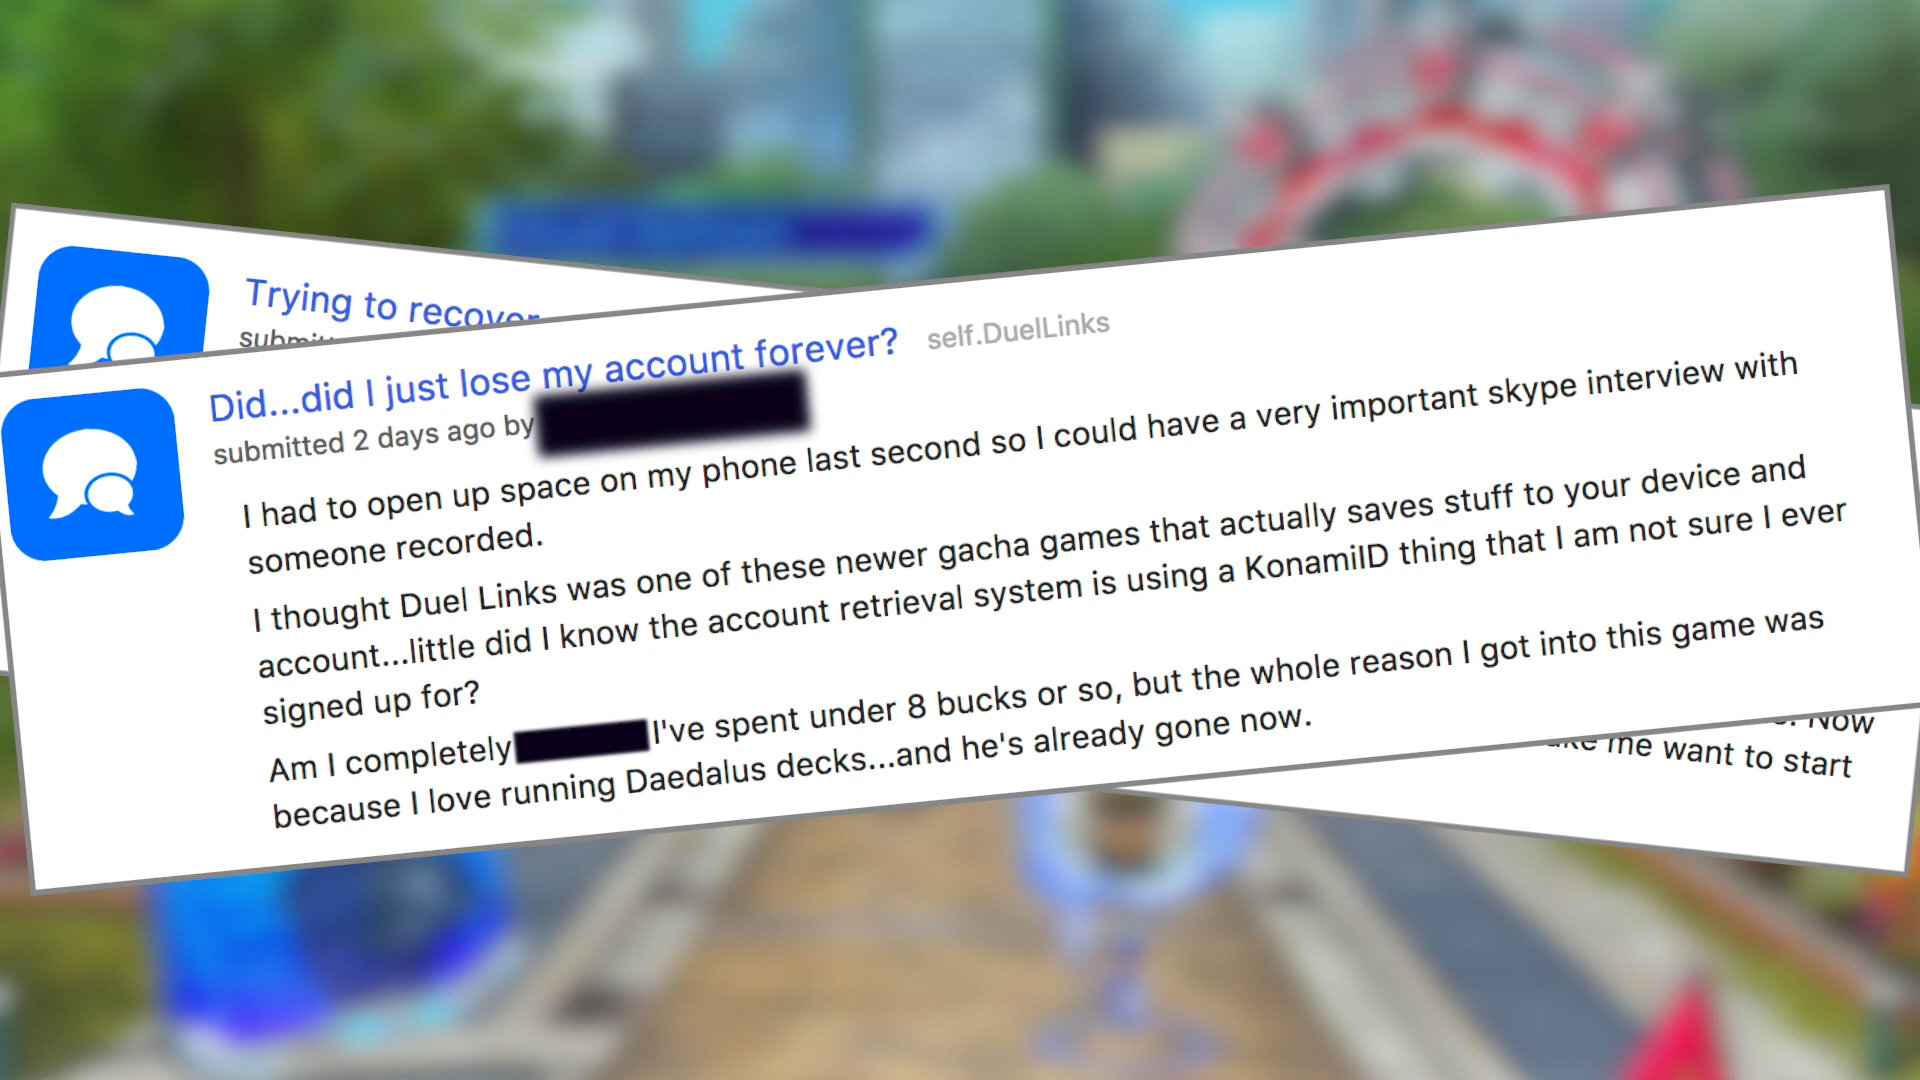 Trying to recover
Did...did I just lose my account forever? self.DuelLinks
submitted 2 days ago by
I had to open up space on my phone last second so I could have a very important skype interview with
someone recorded.
I thought Duel Links was one of these newer gacha games that actually saves stuff to your device and
account...little did I know the account retrieval system is using a KonamiID thing that I am not sure I ever
signed up for?
Am I completely I've spent under 8 bucks or so, but the whole reason I got into this game was
because I love running Daedalus decks...and he's already gone now.
Now
me want to start